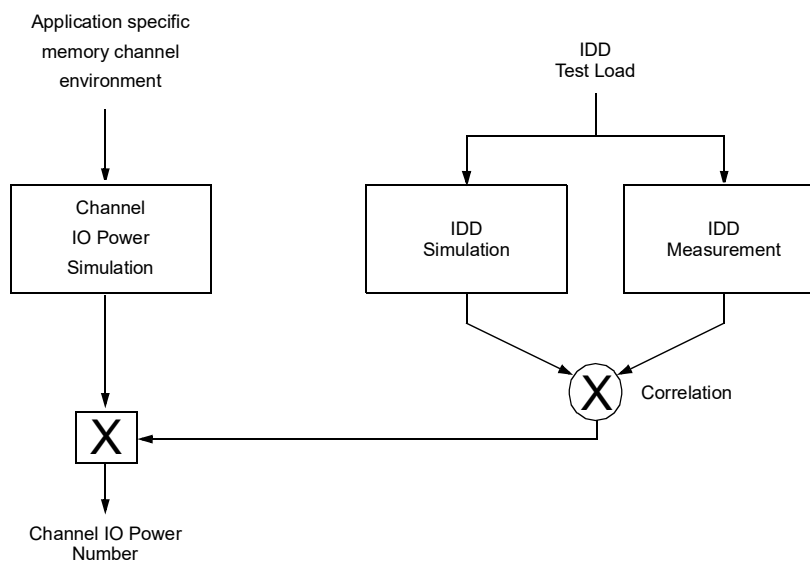 Application specific
memory channel
environment
IDD
Test Load
Channel
IO Power
Simulation
IDD
Simulation
IDD
Measurement
X
Correlation
X
Channel IO Power
Number